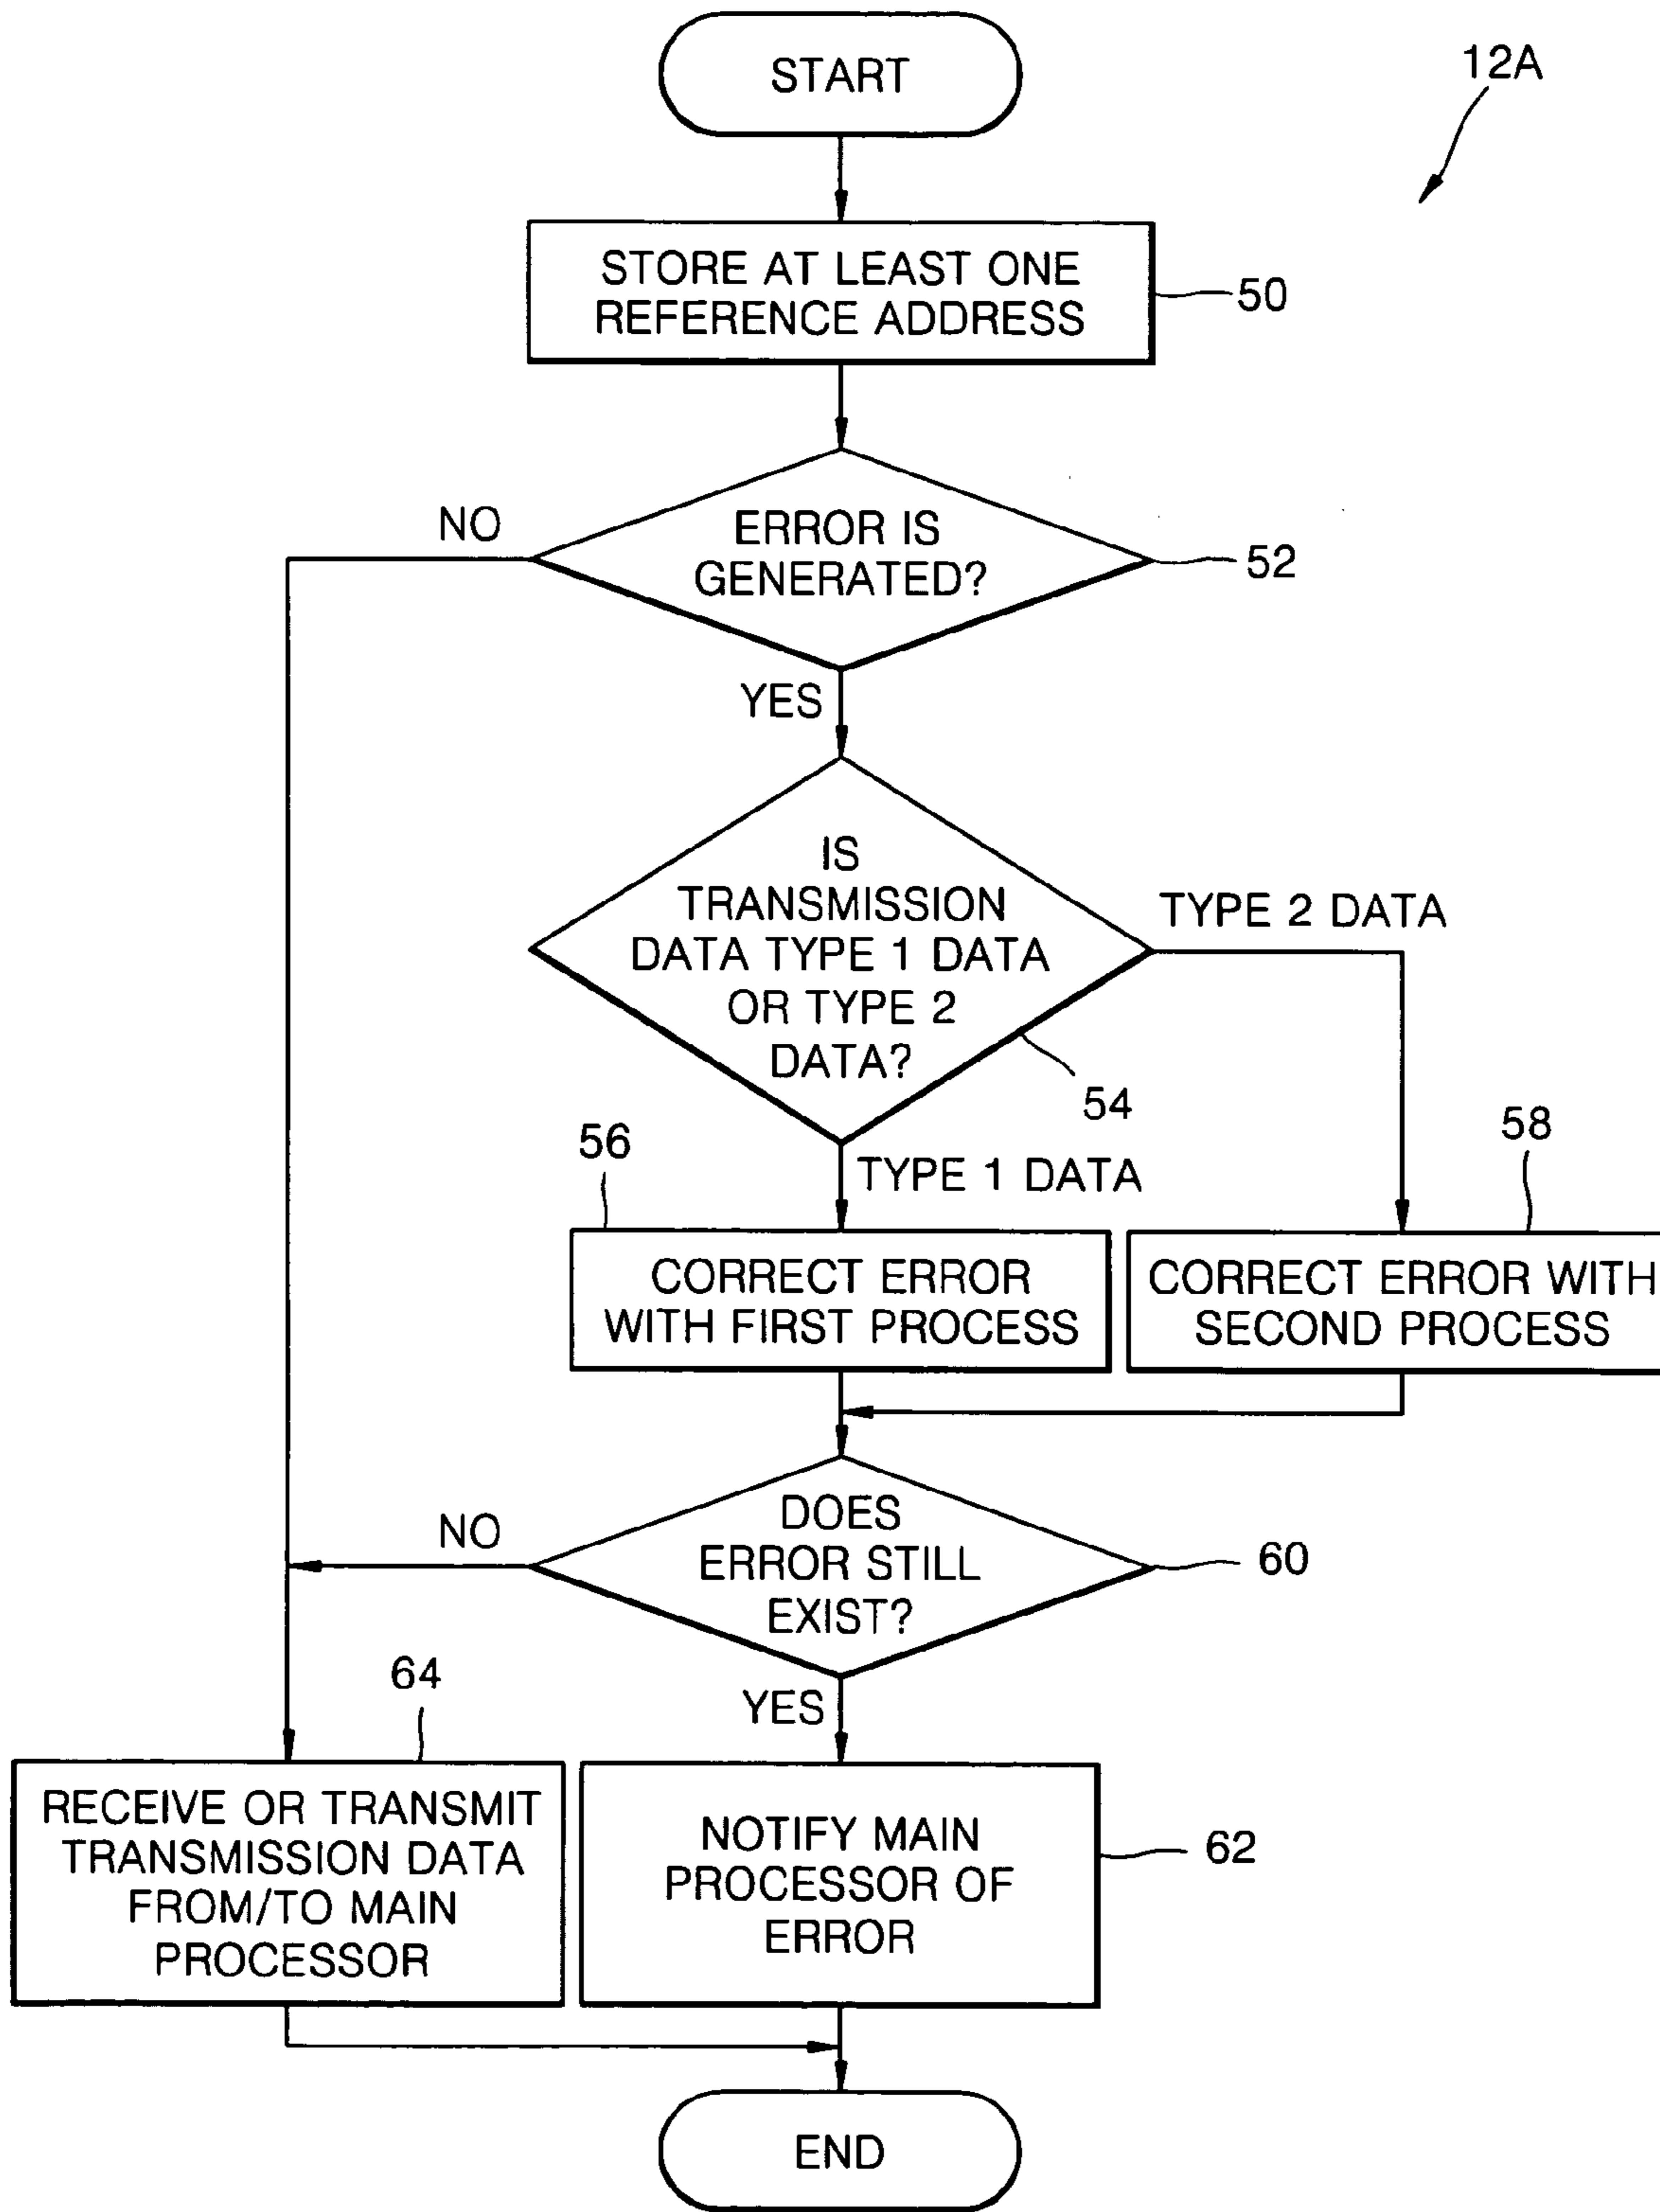 START
12A
STORE AT LEAST ONE
REFERENCE ADDRESS
50
NO
ERROR IS
GENERATED?
52
YES
IS
TRANSMISSION
DATA TYPE 1 DATA
OR TYPE 2
DATA?
TYPE 2 DATA
54
56
TYPE 1 DATA
58
CORRECT ERROR
WITH FIRST PROCESS
CORRECT ERROR WITH
SECOND PROCESS
NO
DOES
ERROR STILL
EXIST?
60
64
YES
RECEIVE OR TRANSMIT
TRANSMISSION DATA
FROM/TO MAIN
PROCESSOR
NOTIFY MAIN
PROCESSOR OF
ERROR
62
END